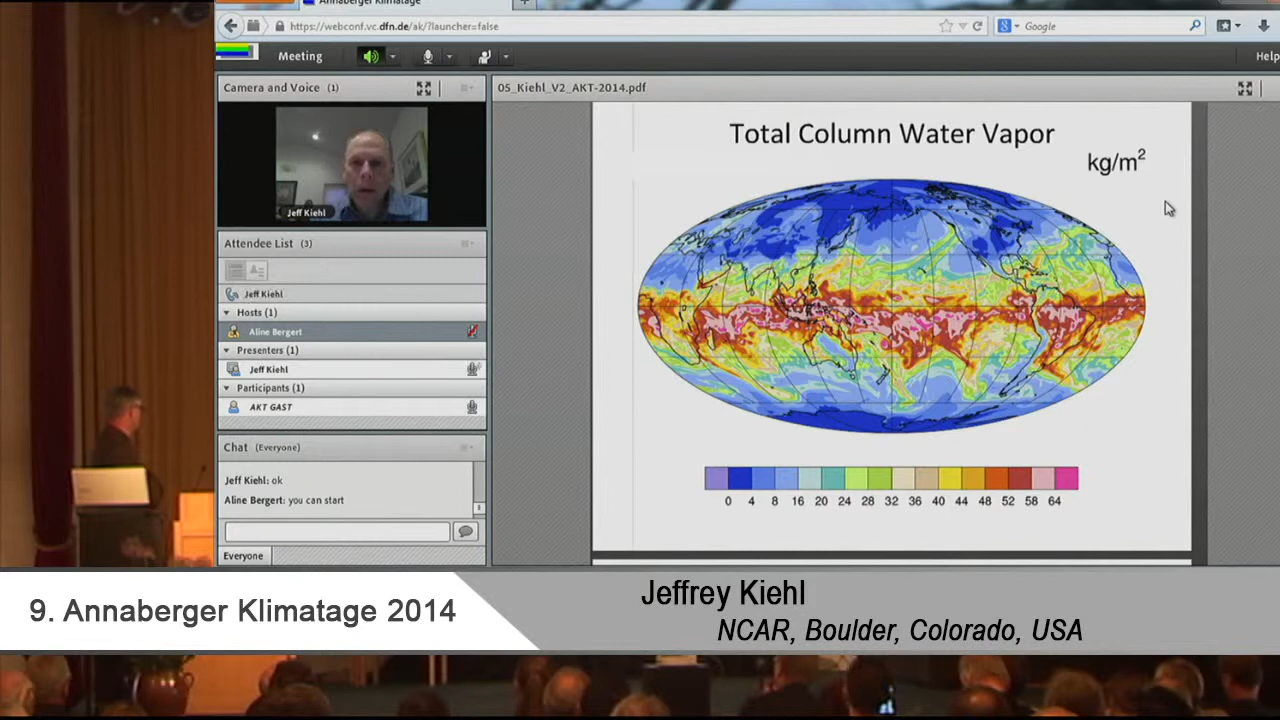 Annaberger Klimatage
https://webconf.vc.dfn.de/ak/?launcher=false
Google
Meeting
Help
Camera and Voice (1)
Jeff Kiehl
Attendee List (3)
Jeff Kiehl
Hosts (1)
Aline Bergert
Presenters (1)
Jeff Kiehl
Participants (1)
AKT GAST
Chat (Everyone)
Jeff Kiehl: ok
Aline Bergert: you can start
Everyone
05_Kiehl_V2_AKT-2014.pdf
Total Column Water Vapor
kg/m²
0 4 8 16 20 24 28 32 36 40 44 48 52 58 64
9. Annaberger Klimatage 2014
Jeffrey Kiehl
NCAR, Boulder, Colorado, USA